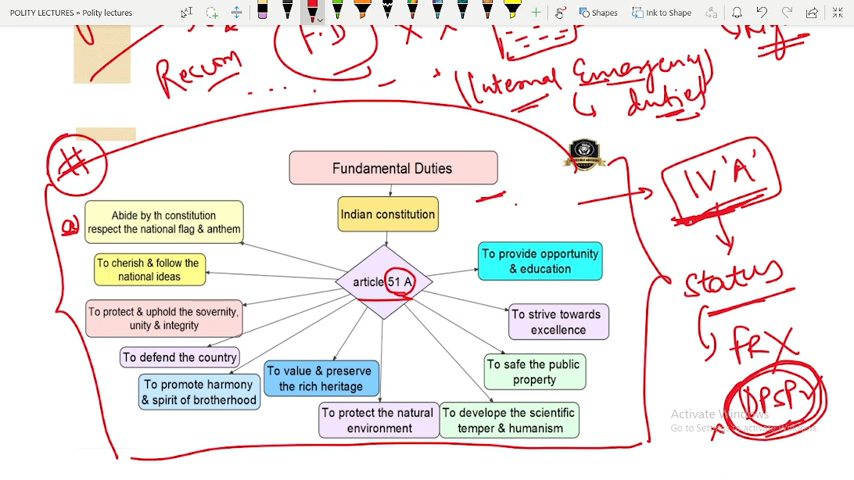 POLITY LECTURES » Polity lectures
Shapes
Ink to Shape
F.D
Recom
(Internal Emergency)
duties
#
Fundamental Duties
Indian constitution
article 51 A
a)
Abide by th constitution
respect the national flag & anthem
To cherish & follow the
national ideas
To protect & uphold the sovernity,
unity & integrity
To defend the country
To promote harmony
& spirit of brotherhood
To value & preserve
the rich heritage
To protect the natural
environment
To develope the scientific
temper & humanism
To safe the public
property
To strive towards
excellence
To provide opportunity
& education
IV 'A'
Status
FR X
DPSP
Activate Windows
Go to Settings to activate Windows.